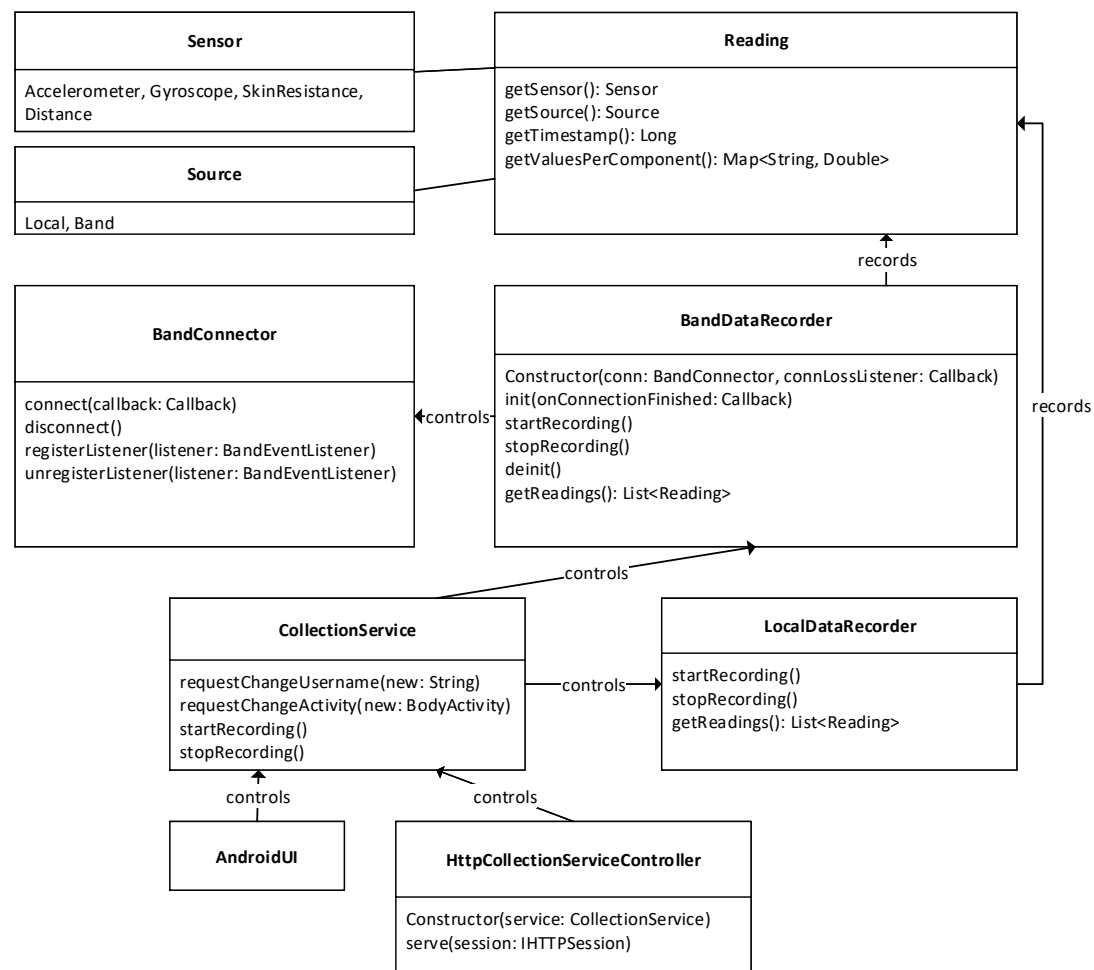 Sensor
Accelerometer, Gyroscope, SkinResistance,
Distance
Reading
getSensor(): Sensor
getSource(): Source
getTimestamp(): Long
getValuesPerComponent(): Map<String, Double>
Source
Local, Band
records
BandConnector
connect(callback: Callback)
disconnect()
registerListener(listener: BandEventListener)
unregisterListener(listener: BandEventListener)
controls
BandDataRecorder
Constructor(conn: BandConnector, connLossListener: Callback)
init(onConnectionFinished: Callback)
startRecording()
stopRecording()
deinit()
getReadings(): List<Reading>
records
controls
CollectionService
requestChangeUsername(new: String)
requestChangeActivity(new: BodyActivity)
startRecording()
stopRecording()
controls
LocalDataRecorder
startRecording()
stopRecording()
getReadings(): List<Reading>
controls
controls
AndroidUI
HttpCollectionServiceController
Constructor(service: CollectionService)
serve(session: IHTTPSession)